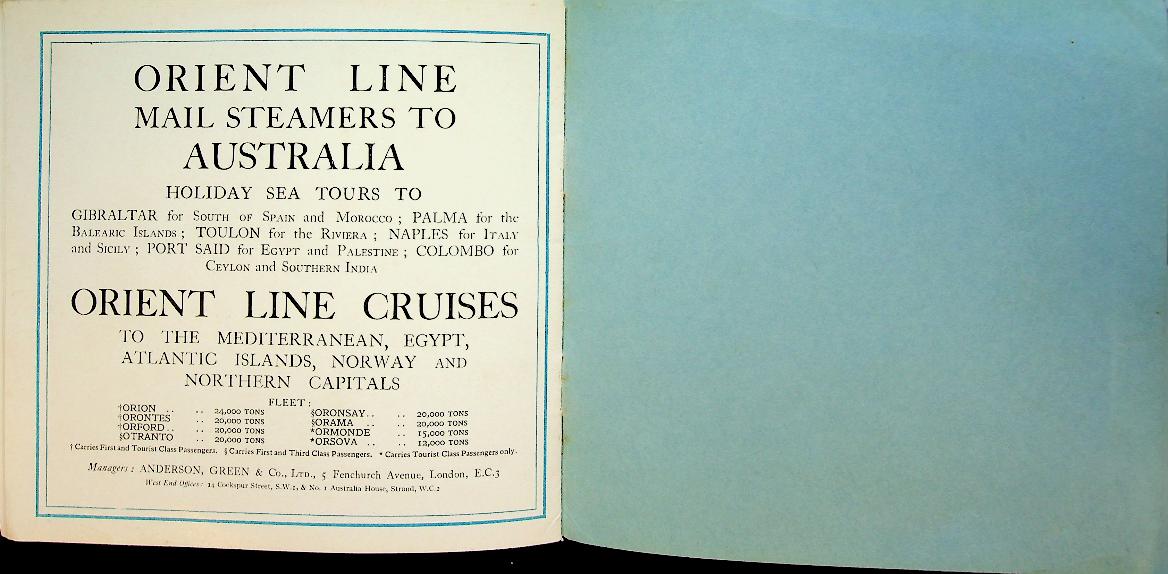 ORIENT LINE
MAIL STEAMERS TO
AUSTRALIA
HOLIDAY SEA TOURS TO
GIBRALTAR for South of Spain and Morocco ; PALMA for the
Balearic Islands ; TOULON for the Riviera ; NAPLES for Italy
and Sicily ; PORT SAID for Egypt and Palestine ; COLOMBO for
Ceylon and Southern India
ORIENT LINE CRUISES
TO THE MEDITERRANEAN, EGYPT,
ATLANTIC ISLANDS, NORWAY AND
NORTHERN CAPITALS
FLEET :
†ORION .. .. 24,000 TONS §ORONSAY .. .. 20,000 TONS
†ORONTES .. 20,000 TONS §ORAMA .. .. 20,000 TONS
†ORFORD .. .. 20,000 TONS *ORMONDE .. 15,000 TONS
§OTRANTO .. 20,000 TONS *ORSOVA .. .. 12,000 TONS
† Carries First and Tourist Class Passengers. § Carries First and Third Class Passengers. * Carries Tourist Class Passengers only.
Managers : ANDERSON, GREEN & Co., Ltd., 5 Fenchurch Avenue, London, E.C.3
West End Offices : 14 Cockspur Street, S.W.1, & No. 1 Australia House, Strand, W.C.2